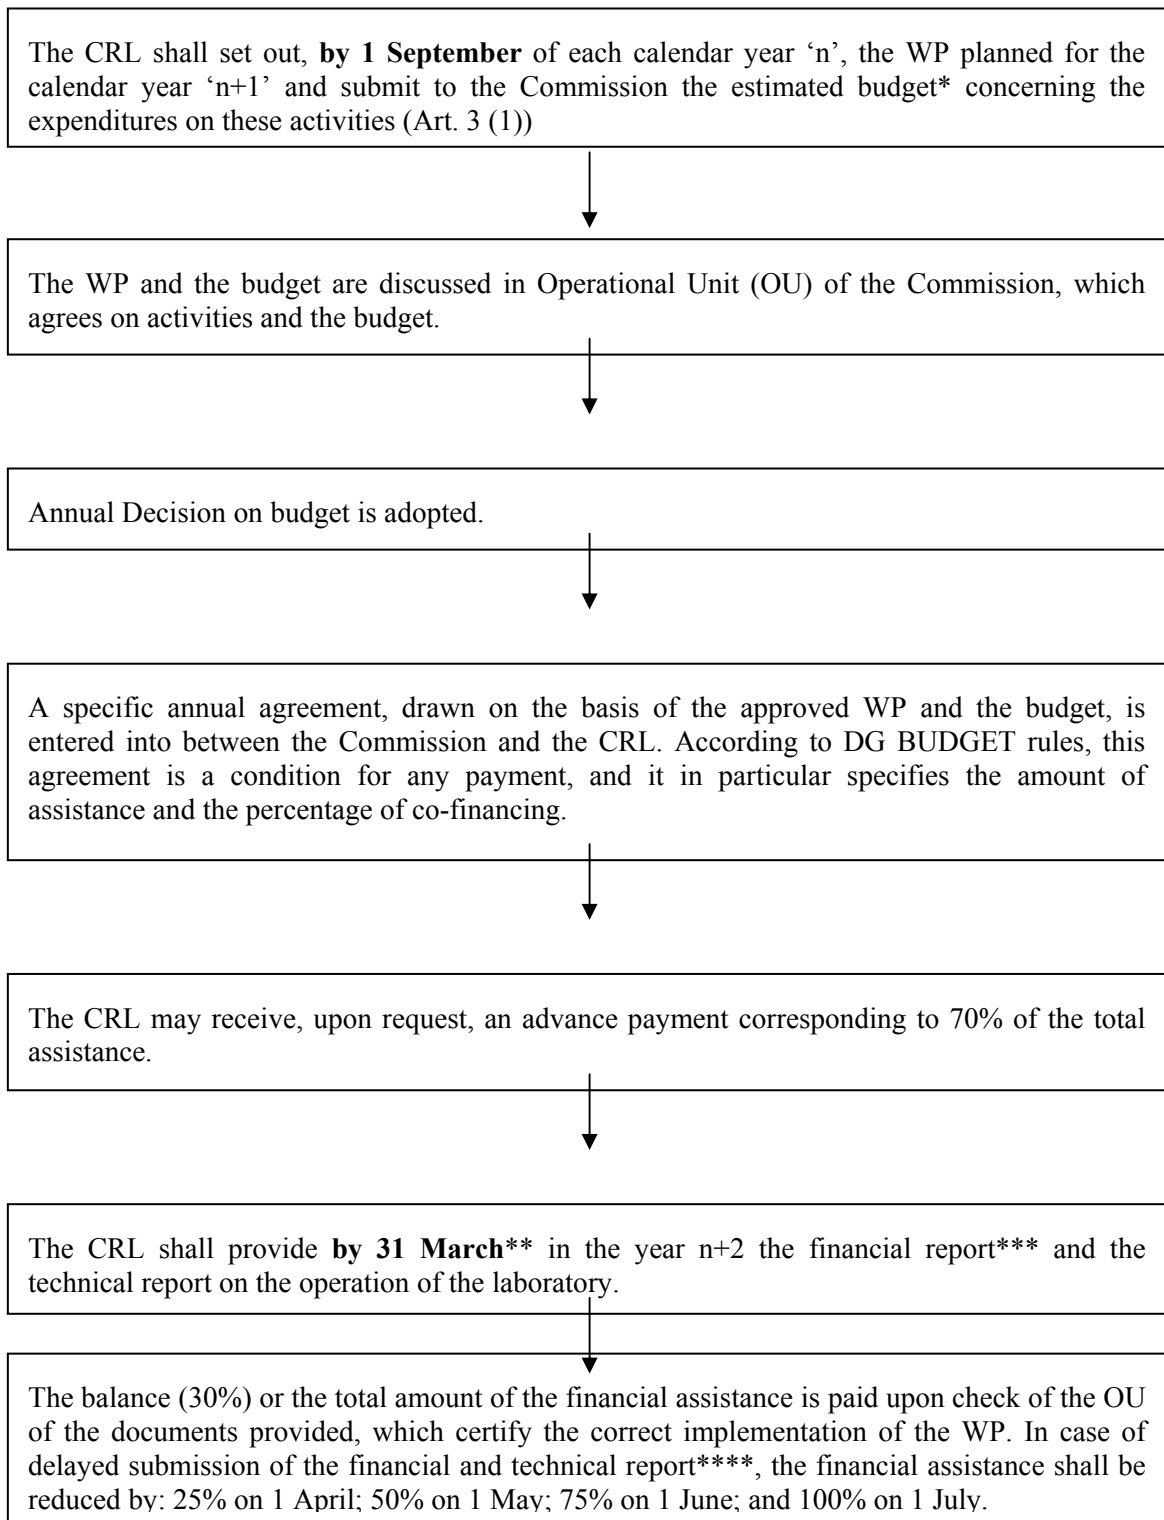 The CRL shall set out, by 1 September of each calendar year ‘n’, the WP planned for the
calendar year ‘n+1’ and submit to the Commission the estimated budget* concerning the
expenditures on these activities (Art. 3 (1))
The WP and the budget are discussed in Operational Unit (OU) of the Commission, which
agrees on activities and the budget.
Annual Decision on budget is adopted.
A specific annual agreement, drawn on the basis of the approved WP and the budget, is
entered into between the Commission and the CRL. According to DG BUDGET rules, this
agreement is a condition for any payment, and it in particular specifies the amount of
assistance and the percentage of co-financing.
The CRL may receive, upon request, an advance payment corresponding to 70% of the total
assistance.
The CRL shall provide by 31 March** in the year n+2 the financial report*** and the
technical report on the operation of the laboratory.
The balance (30%) or the total amount of the financial assistance is paid upon check of the OU
of the documents provided, which certify the correct implementation of the WP. In case of
delayed submission of the financial and technical report****, the financial assistance shall be
reduced by: 25% on 1 April; 50% on 1 May; 75% on 1 June; and 100% on 1 July.